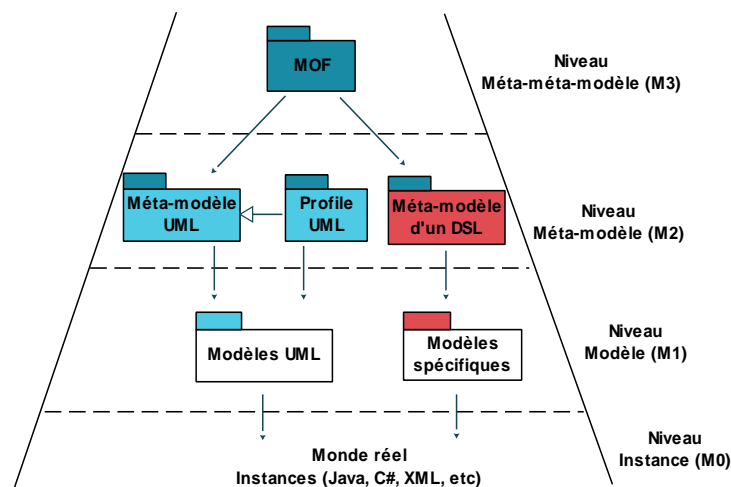 MOF
Niveau
Méta-méta-modèle (M3)
Méta-modèle
UML
Profile
UML
Méta-modèle
d'un DSL
Niveau
Méta-modèle (M2)
Modèles UML
Modèles
spécifiques
Niveau
Modèle (M1)
Monde réel
Instances (Java, C#, XML, etc)
Niveau
Instance (M0)